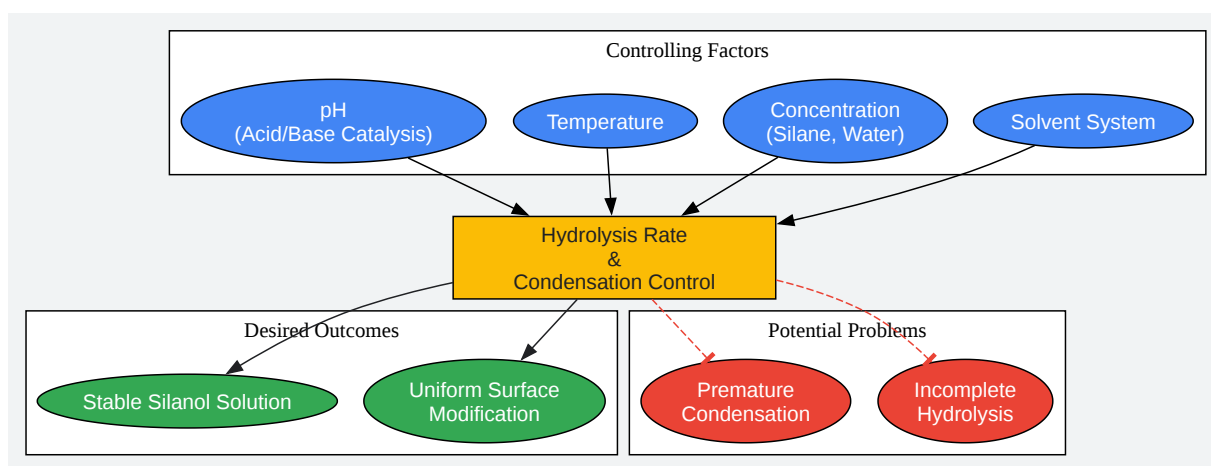 Controlling Factors
pH
(Acid/Base Catalysis)
Temperature
Concentration
(Silane, Water)
Solvent System
Hydrolysis Rate
&
Condensation Control
Desired Outcomes
Stable Silanol Solution
Uniform Surface
Modification
Potential Problems
Premature
Condensation
Incomplete
Hydrolysis